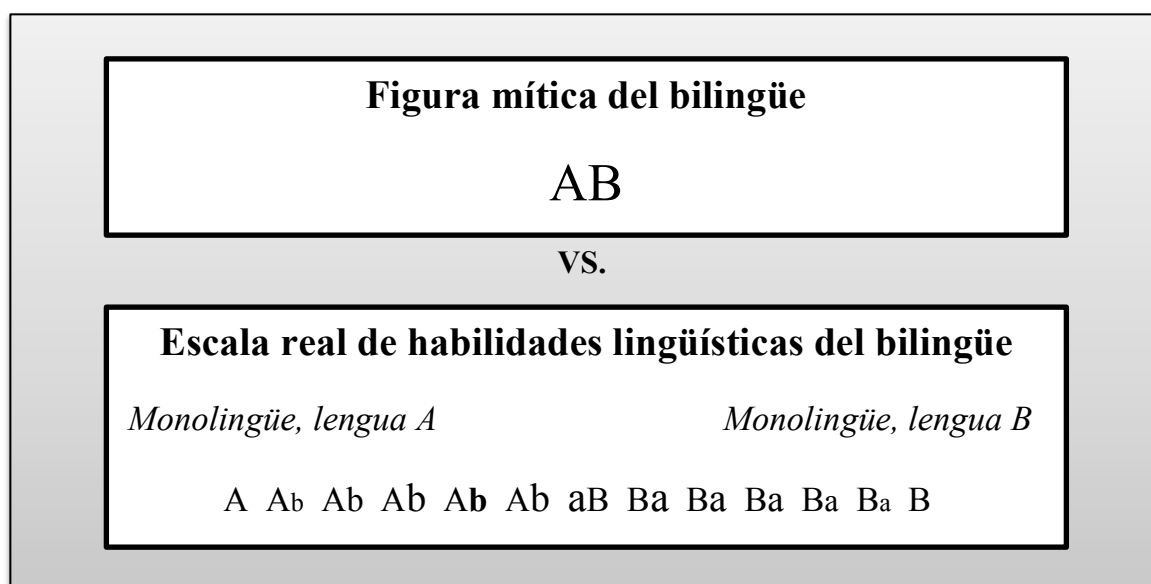 Figura mítica del bilingüe
AB
vs.
Escala real de habilidades lingüísticas del bilingüe
Monolingüe, lengua A Monolingüe, lengua B
A Ab Ab Ab Ab Ab aB Ba Ba Ba Ba Ba B